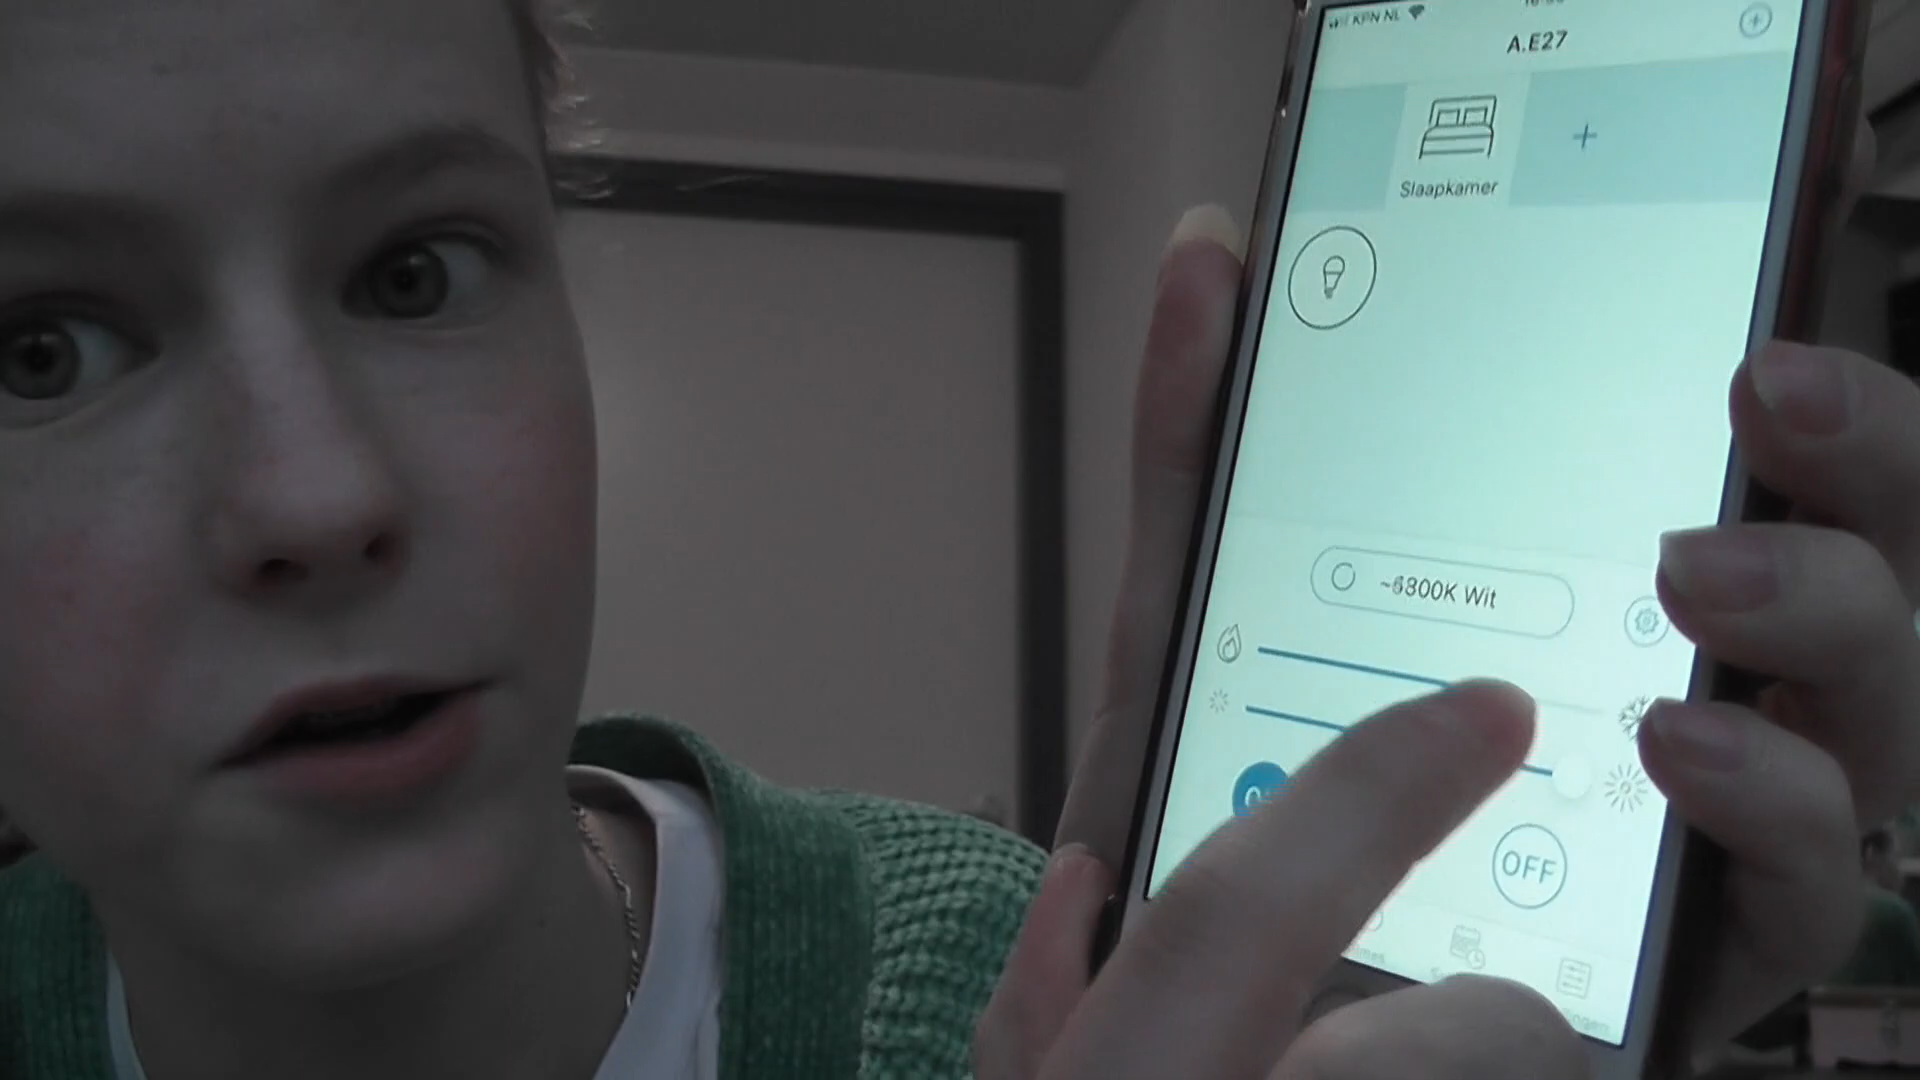 KPN NL
A.E27
Slaapkamer
~6300K Wit
OFF